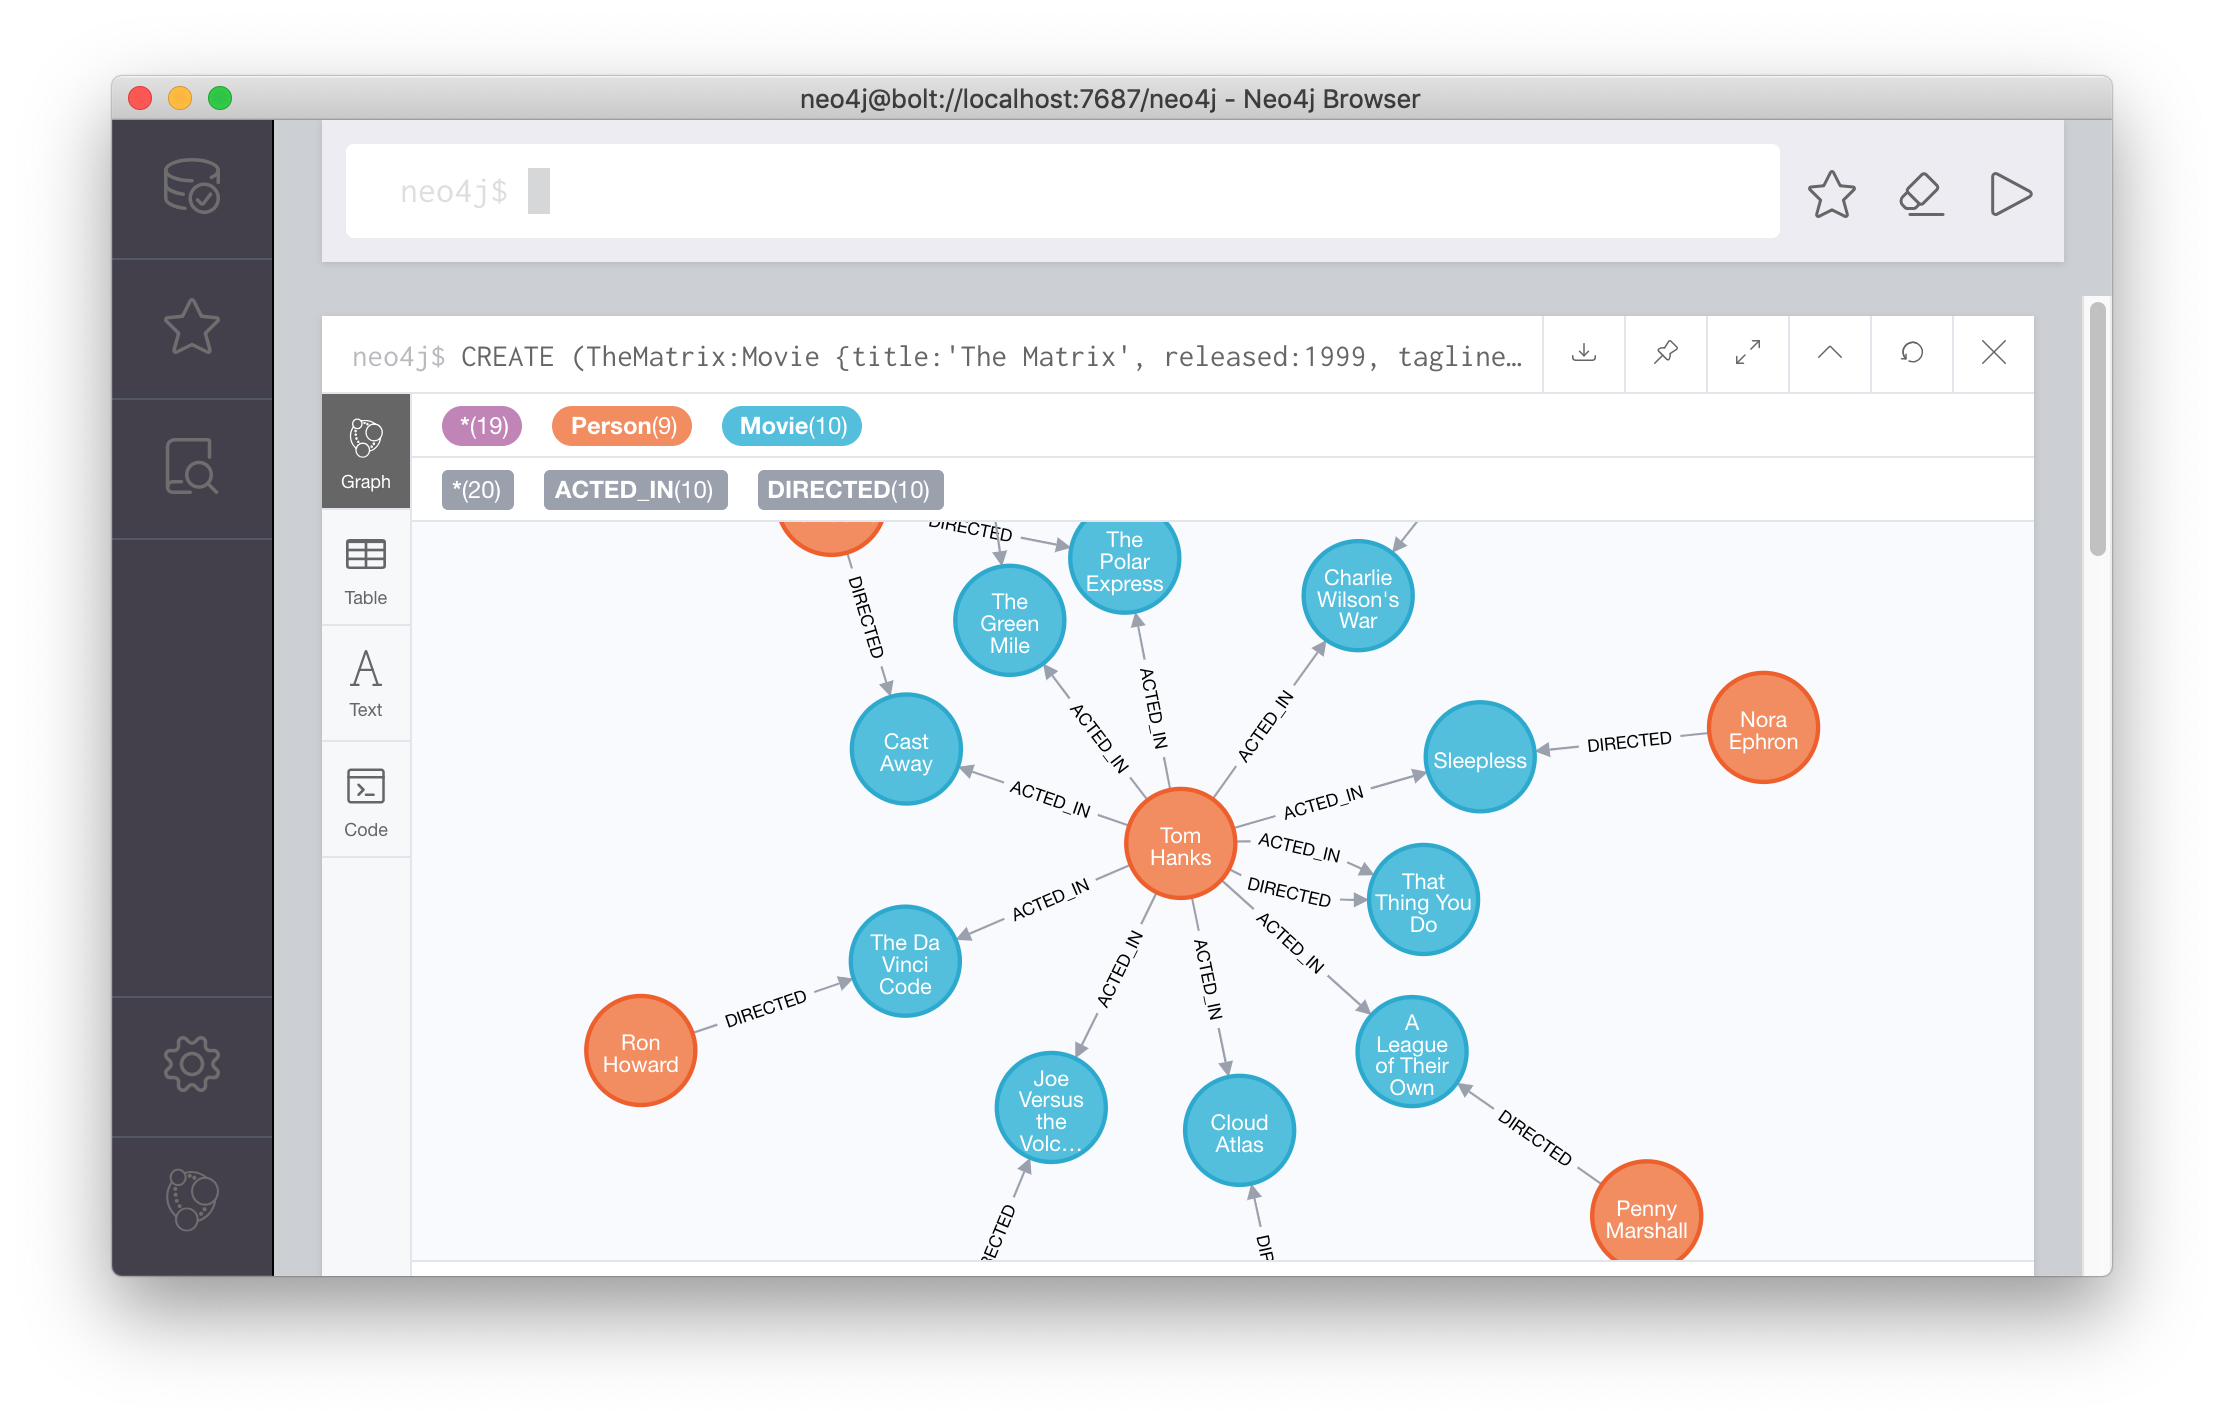 neo4j@bolt://localhost:7687/neo4j - Neo4j Browser
neo4j$
neo4j$ CREATE (TheMatrix:Movie {title:'The Matrix', released:1999, tagline…
Graph
*(19) Person(9) Movie(10)
*(20) ACTED_IN(10) DIRECTED(10)
Table
Text
Code
DIRECTED
The
Polar
Express
The
Green
Mile
Charlie
Wilson's
War
DIRECTED
Cast
Away
ACTED_IN
ACTED_IN
ACTED_IN
ACTED_IN
Sleepless
DIRECTED
Nora
Ephron
ACTED_IN
Tom
Hanks
ACTED_IN
DIRECTED
That
Thing You
Do
ACTED_IN
ACTED_IN
The Da
Vinci
Code
DIRECTED
Ron
Howard
ACTED_IN
ACTED_IN
Joe
Versus
the
Volc…
Cloud
Atlas
A
League
of Their
Own
DIRECTED
Penny
Marshall
RECTED
DIR